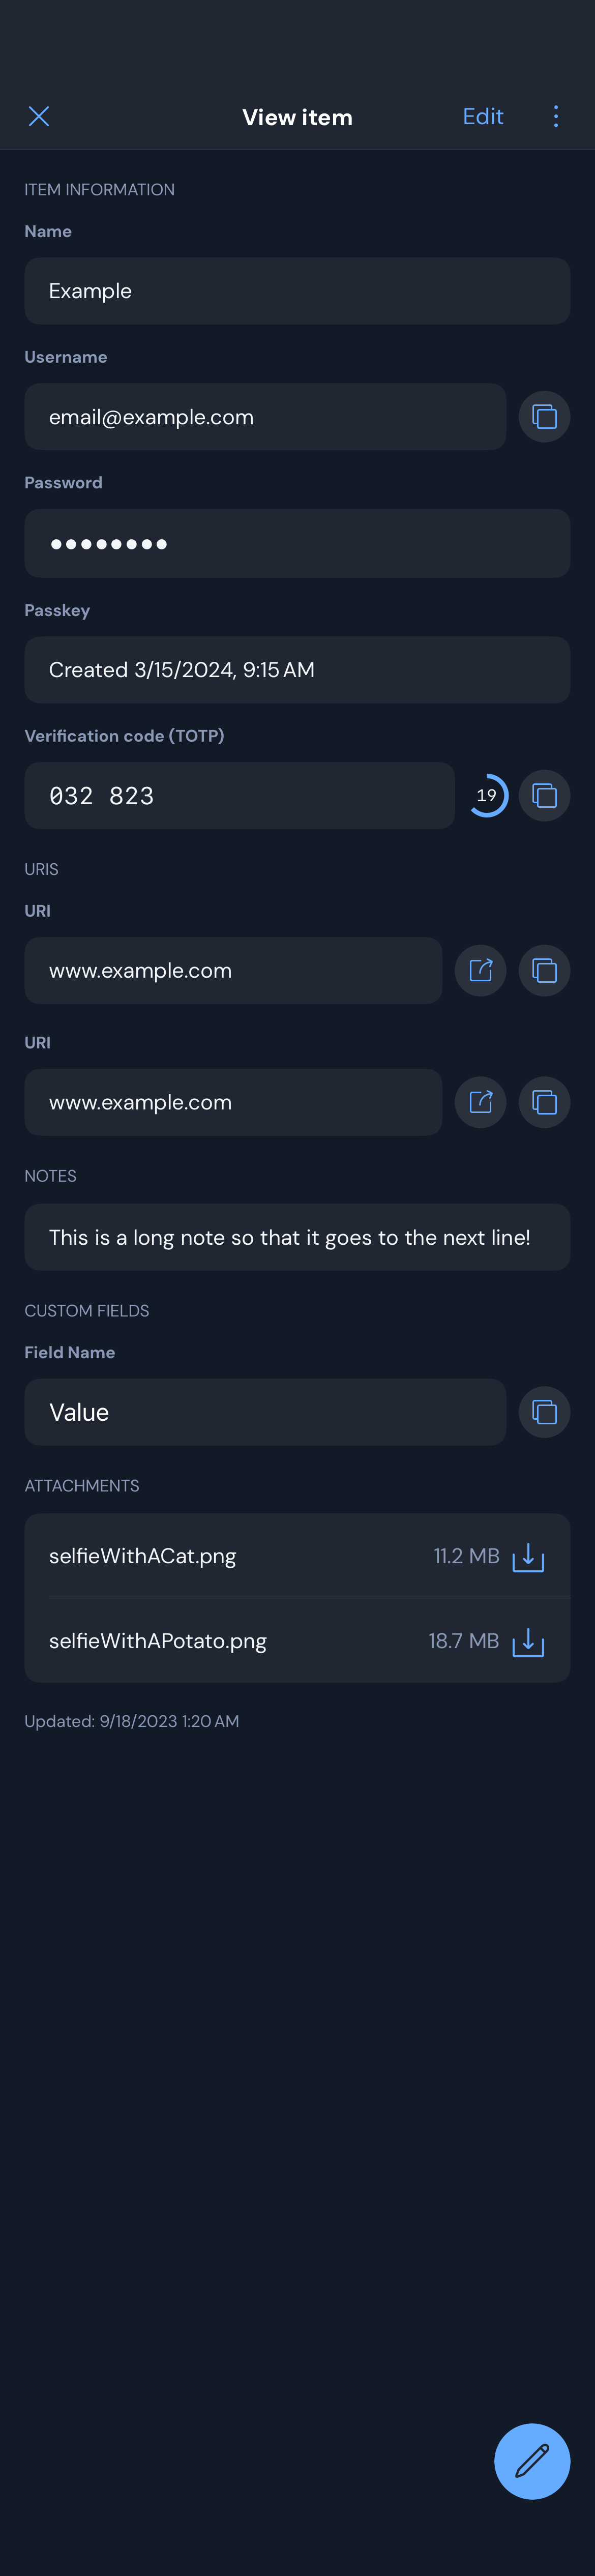 View item
Edit
ITEM INFORMATION
Name
Example
Username
email@example.com
Password
Passkey
Created 3/15/2024, 9:15 AM
Verification code (TOTP)
032 823
19
URIS
URI
www.example.com
URI
www.example.com
NOTES
This is a long note so that it goes to the next line!
CUSTOM FIELDS
Field Name
Value
ATTACHMENTS
selfieWithACat.png 11.2 MB
selfieWithAPotato.png 18.7 MB
Updated: 9/18/2023 1:20 AM